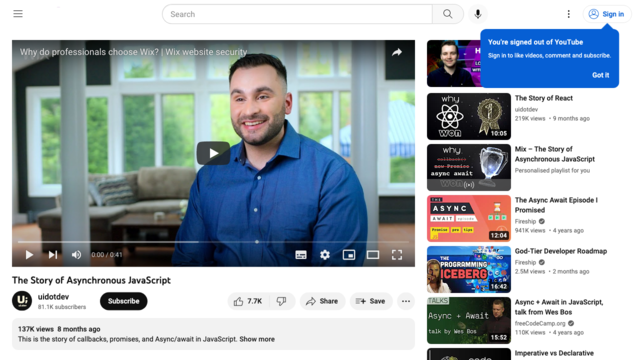 Search
Sign in
You're signed out of YouTube
Sign in to like videos, comment and subscribe.
Got it
Why do professionals choose Wix? | Wix website security
0:00 / 0:41
The Story of Asynchronous JavaScript
uidotdev
81.1K subscribers
Subscribe
7.7K
Share
Save
137K views 8 months ago
This is the story of callbacks, promises, and Async/await in JavaScript. Show more
why
won
10:05
The Story of React
uidotdev
219K views • 9 months ago
why
async await
won
Mix – The Story of
Asynchronous JavaScript
Personalised playlist for you
THE
ASYNC
AWAIT
Promise pro tips
12:04
The Async Await Episode I
Promised
Fireship
941K views • 4 years ago
THE
PROGRAMMING
ICEBERG
16:42
God-Tier Developer Roadmap
Fireship
2.5M views • 2 months ago
TALKS
Async + Await
talk by Wes Bos
15:52
Async + Await in JavaScript,
talk from Wes Bos
freeCodeCamp.org
316K views • 4 years ago
Imperative vs Declarative